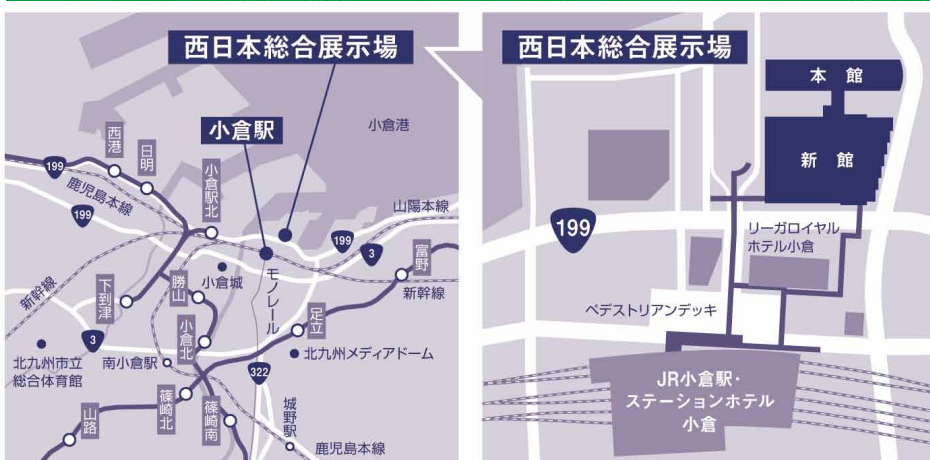 西日本総合展示場
小倉駅
小倉港
西港
日明
小倉駅北
199
鹿児島本線
199
山陽本線
199
3
富野
新幹線
新幹線
下到津
勝山
小倉城
モノレール
足立
小倉北
3
北九州市立
総合体育館
南小倉駅
北九州メディアドーム
322
篠崎北
篠崎南
山路
城野駅
鹿児島本線
西日本総合展示場
本館
新館
199
リーガロイヤル
ホテル小倉
ペデストリアンデッキ
JR小倉駅・
ステーションホテル
小倉